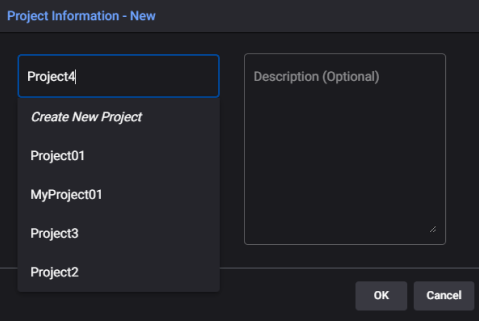 Project Information - New
Project4
Description (Optional)
Create New Project
Project01
MyProject01
Project3
Project2
OK
Cancel